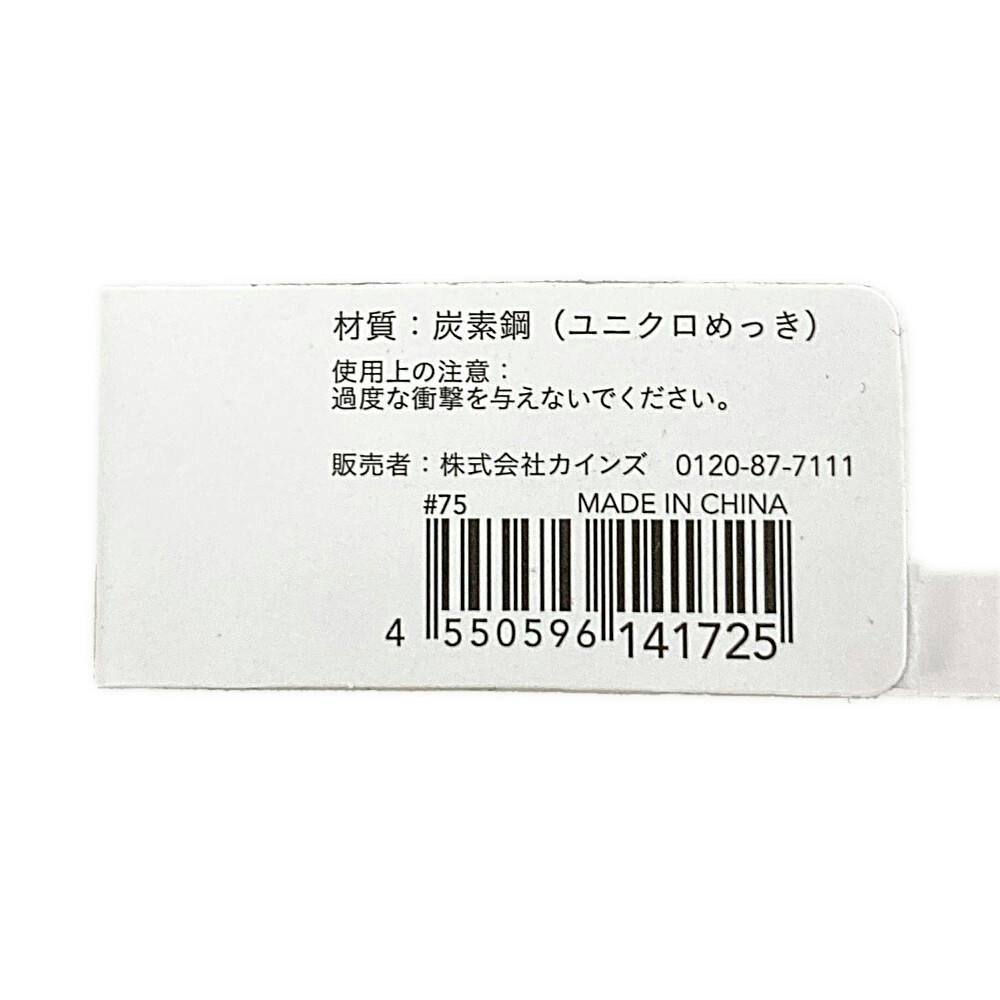 材質：炭素鋼（ユニクロめっき）
使用上の注意：
過度な衝撃を与えないでください。
販売者：株式会社カインズ　0120-87-7111
#75 MADE IN CHINA
4 550596 141725